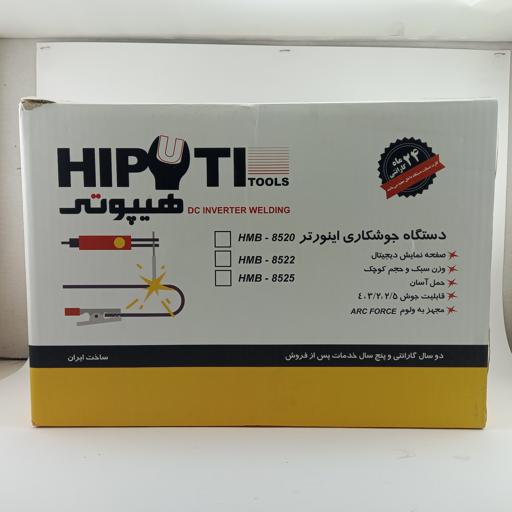 HIPUTI
TOOLS
هیپوتی
DC INVERTER WELDING
۲۴ ماه
گارانتی
دستگاه جوشکاری اینورتر
HMB - 8520
HMB - 8522
HMB - 8525
صفحه نمایش دیجیتال
وزن سبک و حجم کوچک
حمل آسان
قابلیت جوش ۲/۵، ۲، ۳ و ۴
مجهز به ولوم ARC FORCE
دو سال گارانتی و پنج سال خدمات پس از فروش
ساخت ایران